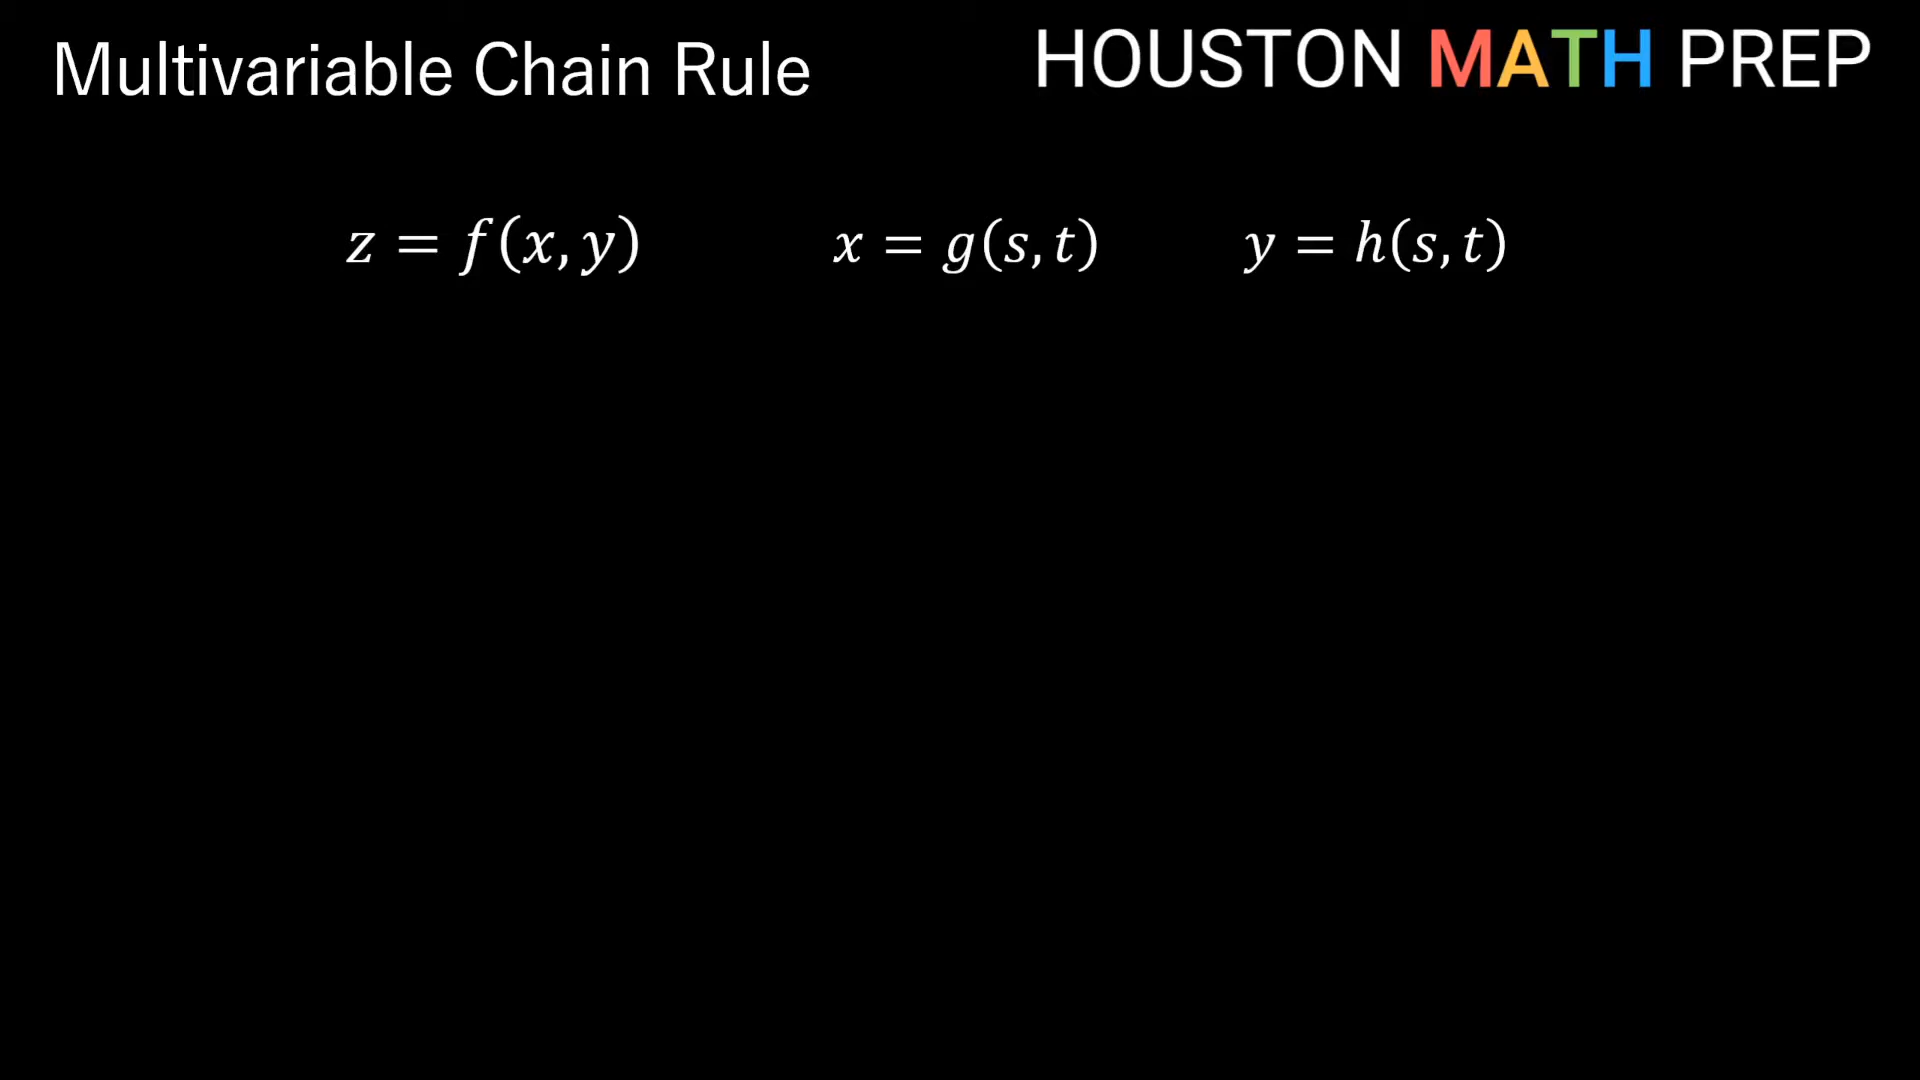 Multivariable Chain Rule
HOUSTON MATH PREP
z = f(x, y) x = g(s, t) y = h(s, t)